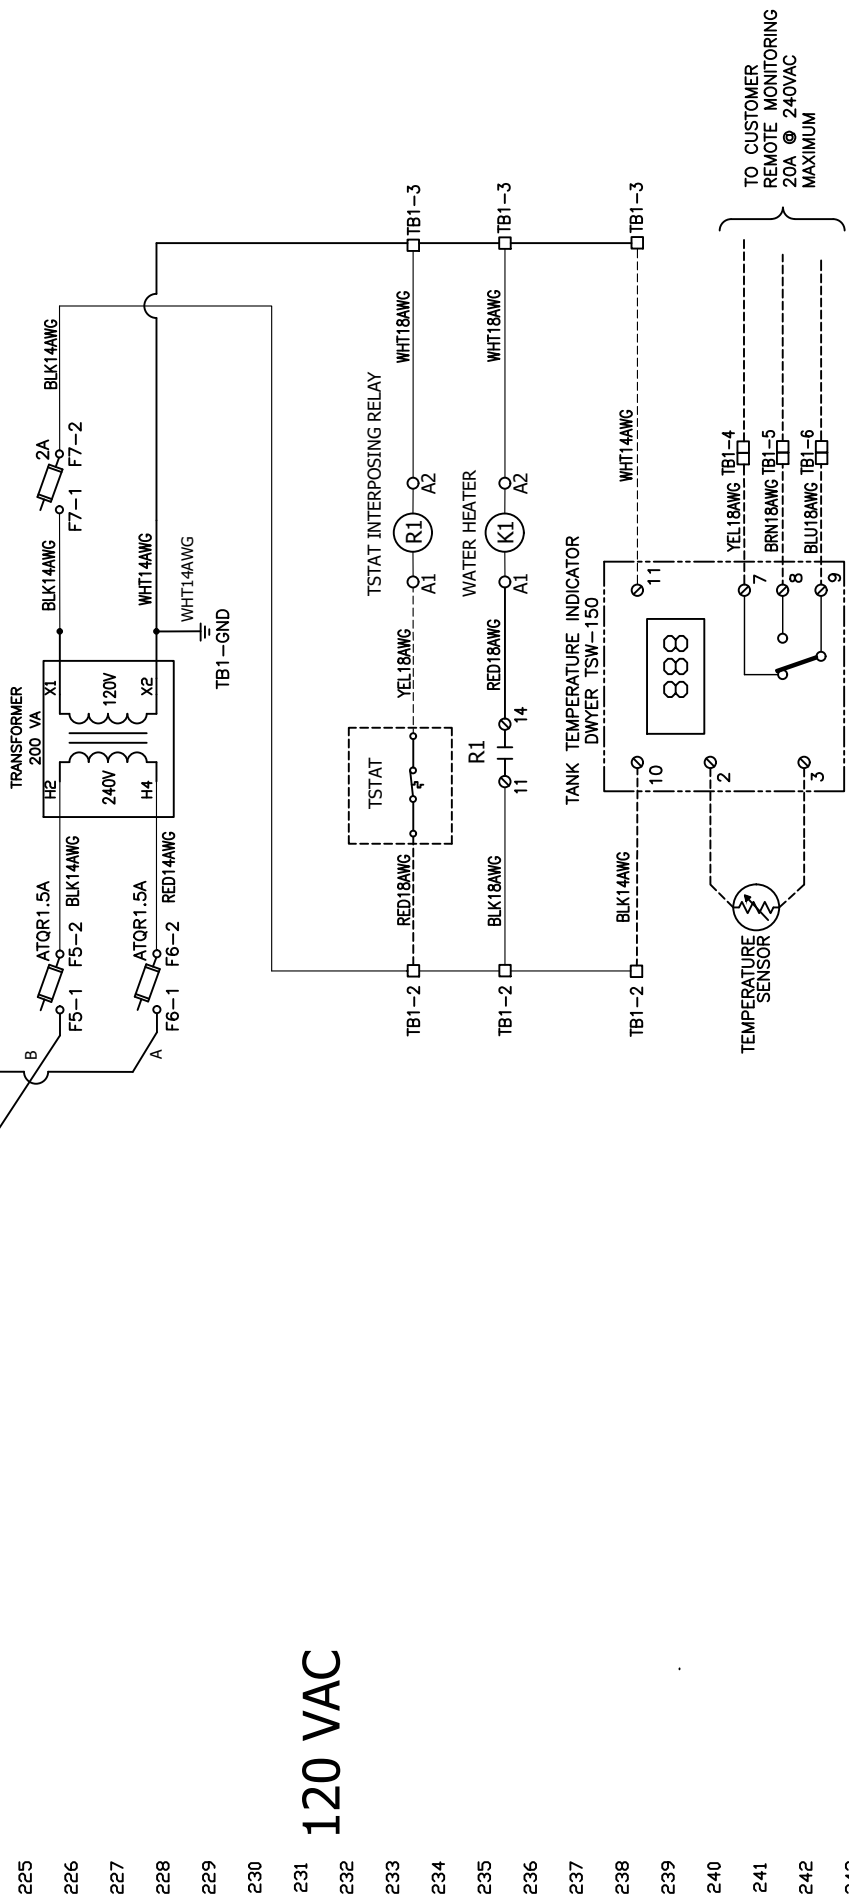 225
226
227
228
229
230
231
232
233
234
235
236
237
238
239
240
241
242
120 VAC
B
A
F5-1
ATQR1.5A
F5-2
BLK14AWG
F6-1
ATQR1.5A
F6-2
RED14AWG
TRANSFORMER
200 VA
H2
X1
240V
120V
H4
X2
BLK14AWG
F7-1
2A
F7-2
BLK14AWG
WHT14AWG
WHT14AWG
TB1-GND
TB1-2
RED18AWG
TSTAT
YEL18AWG
TSTAT INTERPOSING RELAY
A1
R1
A2
WHT18AWG
TB1-3
TB1-2
BLK18AWG
11
R1
14
RED18AWG
WATER HEATER
A1
K1
A2
WHT18AWG
TB1-3
TB1-2
BLK14AWG
10
TANK TEMPERATURE INDICATOR
DWYER TSW-150
888
11
WHT14AWG
TB1-3
TEMPERATURE
SENSOR
2
3
7
YEL18AWG
TB1-4
8
BRN18AWG
TB1-5
9
BLU18AWG
TB1-6
TO CUSTOMER
REMOTE MONITORING
20A @ 240VAC
MAXIMUM